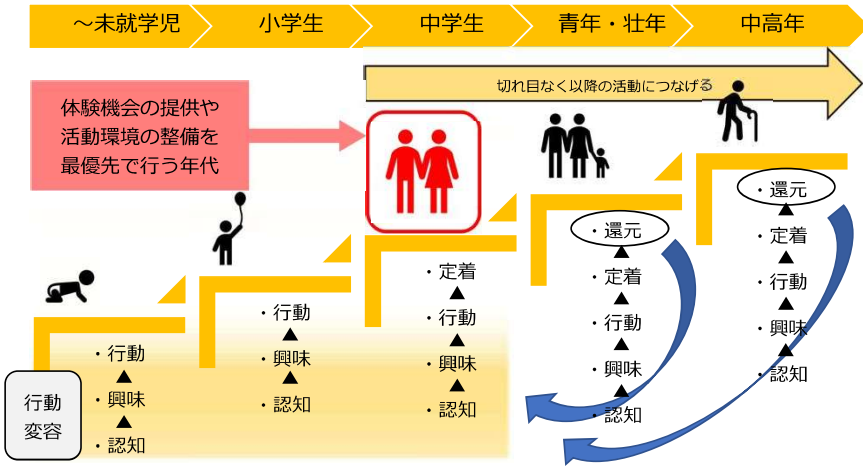 ～未就学児
小学生
中学生
青年・壮年
中高年
切れ目なく以降の活動につなげる
体験機会の提供や
活動環境の整備を
最優先で行う年代
行動
変容
・行動
・興味
・認知
・行動
・興味
・認知
・定着
・行動
・興味
・認知
・還元
・定着
・行動
・興味
・認知
・還元
・定着
・行動
・興味
・認知